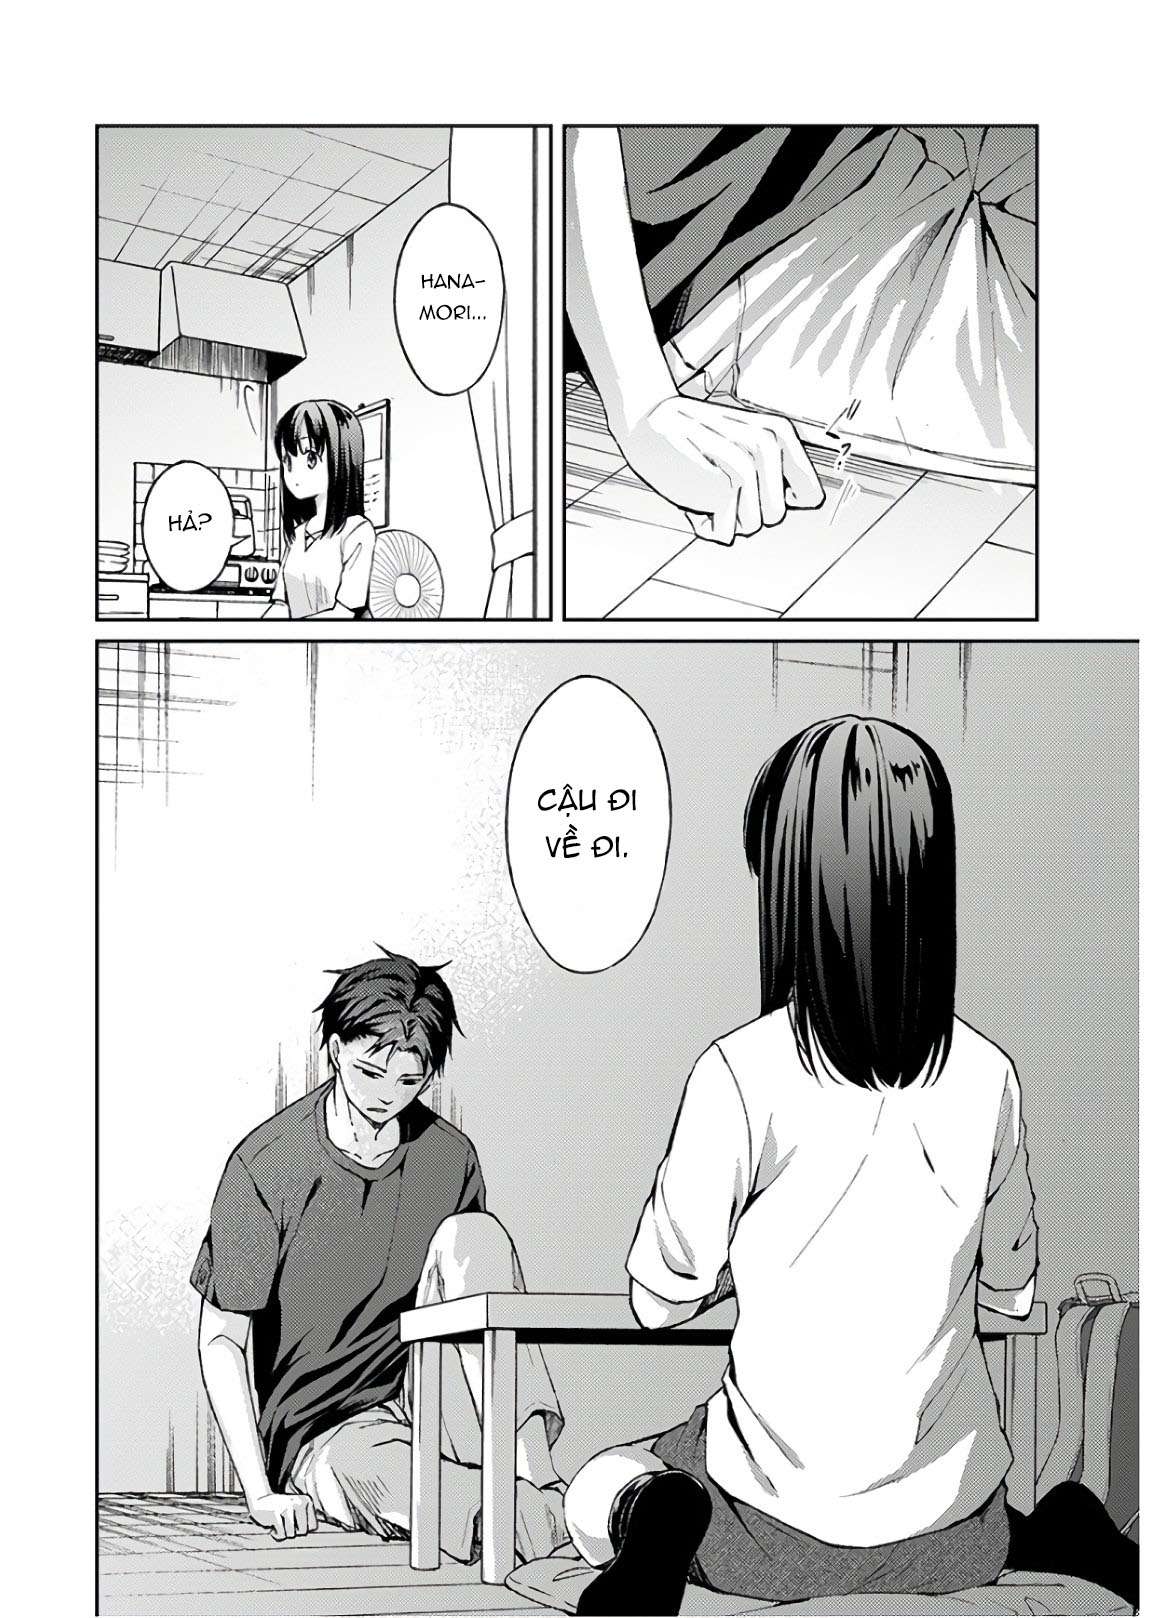 HANA-
MORI...
HẢ?
CẬU ĐI
VỀ ĐI.